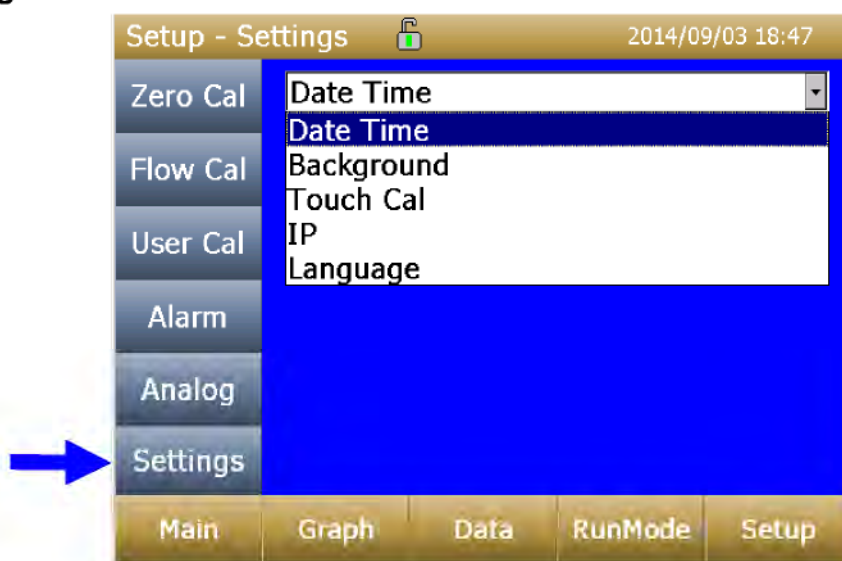 g
Setup - Settings
2014/09/03 18:47
Zero Cal
Flow Cal
User Cal
Alarm
Analog
Settings
Date Time
Date Time
Background
Touch Cal
IP
Language
Main
Graph
Data
RunMode
Setup